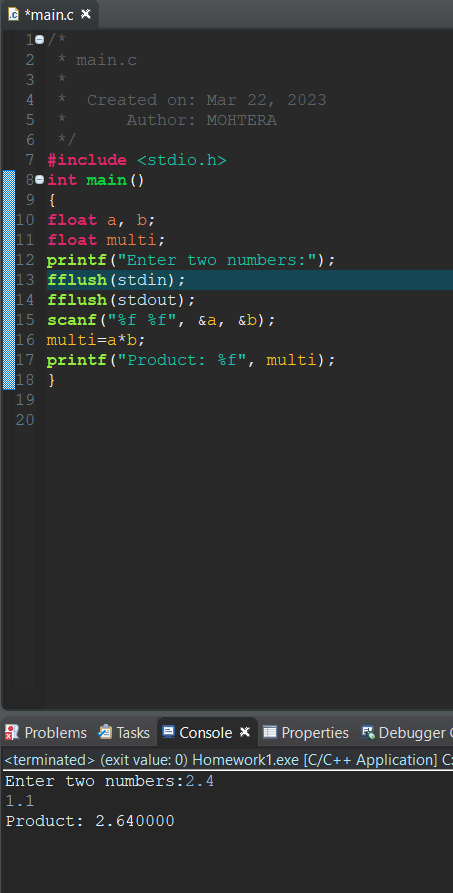 *main.c
1 /*
2  * main.c
3  *
4  *  Created on: Mar 22, 2023
5  *      Author: MOHTERA
6  */
7 #include <stdio.h>
8 int main()
9 {
10 float a, b;
11 float multi;
12 printf("Enter two numbers:");
13 fflush(stdin);
14 fflush(stdout);
15 scanf("%f %f", &a, &b);
16 multi=a*b;
17 printf("Product: %f", multi);
18 }
19
20
Problems Tasks Console Properties Debugger
<terminated> (exit value: 0) Homework1.exe [C/C++ Application] C:
Enter two numbers:2.4
1.1
Product: 2.640000